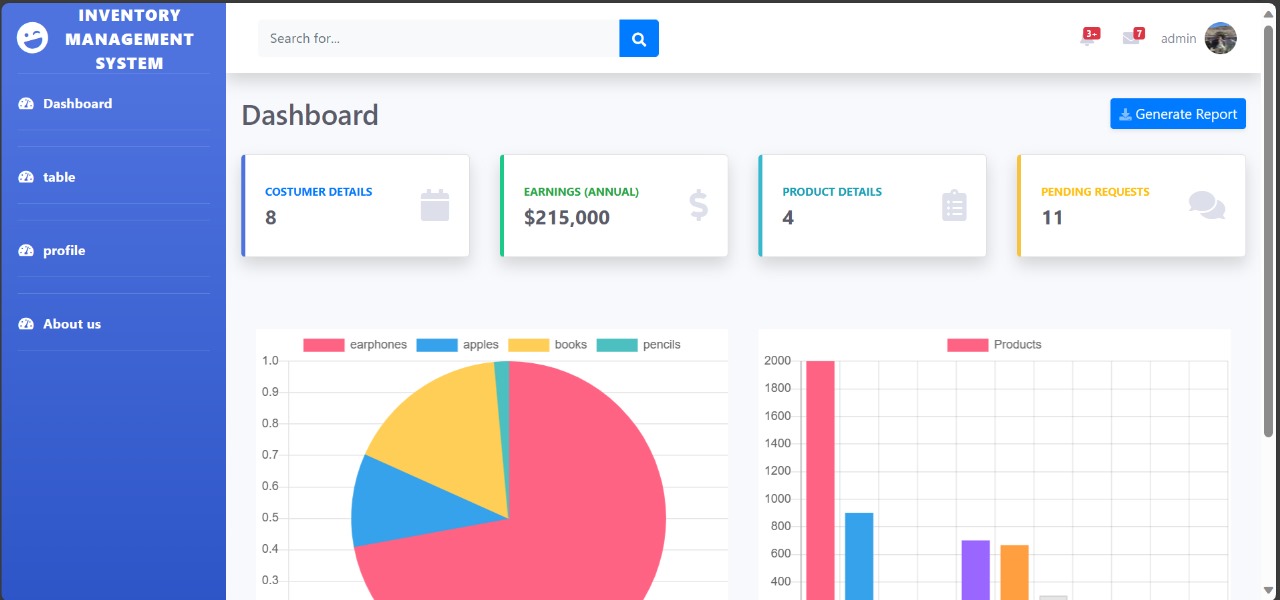 INVENTORY
MANAGEMENT
SYSTEM
Dashboard
table
profile
About us
Search for...
3+
7
admin
Dashboard
Generate Report
COSTUMER DETAILS
8
EARNINGS (ANNUAL)
$215,000
PRODUCT DETAILS
4
PENDING REQUESTS
11
earphones apples books pencils
1.0
0.9
0.8
0.7
0.6
0.5
0.4
0.3
Products
2000
1800
1600
1400
1200
1000
800
600
400